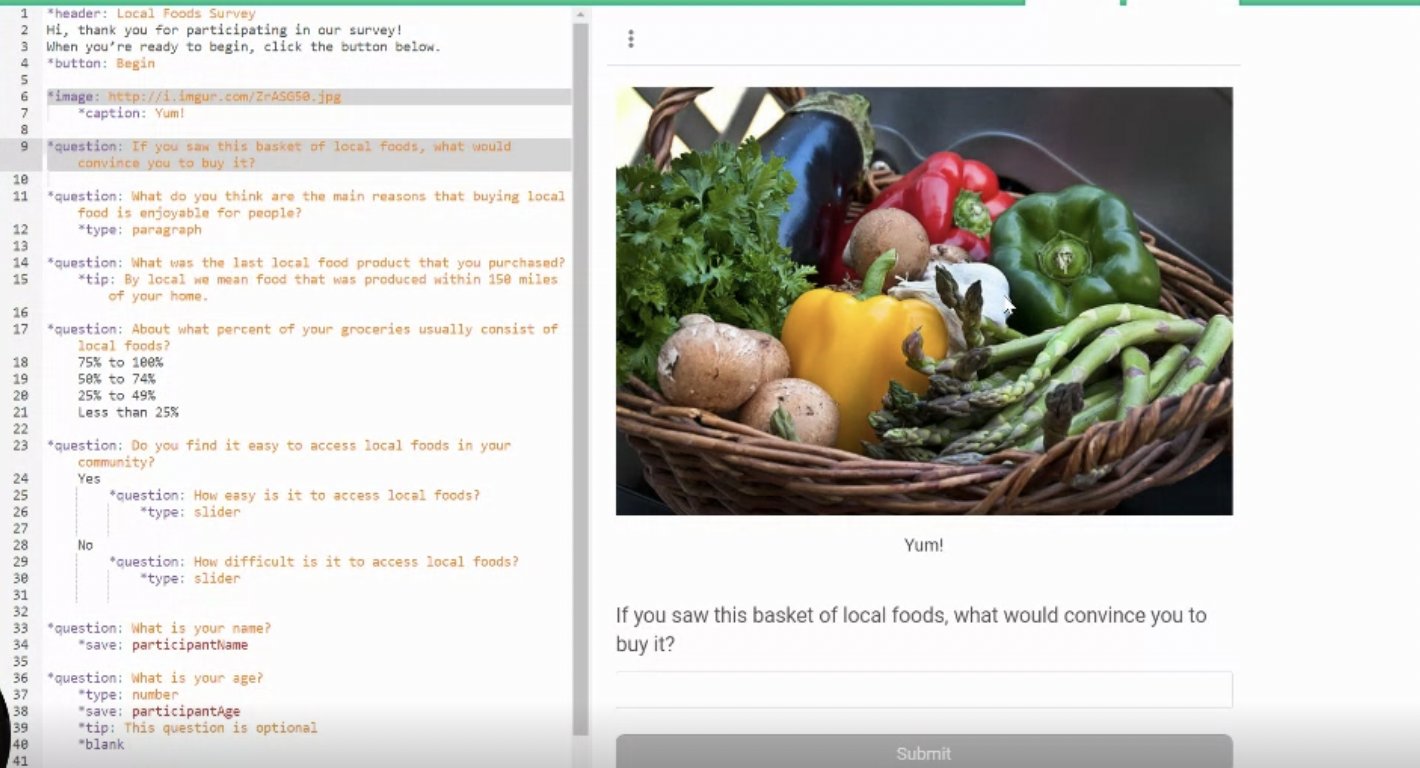 1 *header: Local Foods Survey
2 Hi, thank you for participating in our survey!
3 When you're ready to begin, click the button below.
4 *button: Begin
5
6 *image: http://i.imgur.com/ZrASG50.jpg
7 *caption: Yum!
8
9 *question: If you saw this basket of local foods, what would
convince you to buy it?
10
11 *question: What do you think are the main reasons that buying local
food is enjoyable for people?
12 *type: paragraph
13
14 *question: What was the last local food product that you purchased?
15 *tip: By local we mean food that was produced within 150 miles
of your home.
16
17 *question: About what percent of your groceries usually consist of
local foods?
18 75% to 100%
19 50% to 74%
20 25% to 49%
21 Less than 25%
22
23 *question: Do you find it easy to access local foods in your
community?
24 Yes
25 *question: How easy is it to access local foods?
26 *type: slider
27
28 No
29 *question: How difficult is it to access local foods?
30 *type: slider
31
32
33 *question: What is your name?
34 *save: participantName
35
36 *question: What is your age?
37 *type: number
38 *save: participantAge
39 *tip: This question is optional
40 *blank
41
Yum!
If you saw this basket of local foods, what would convince you to
buy it?
Submit